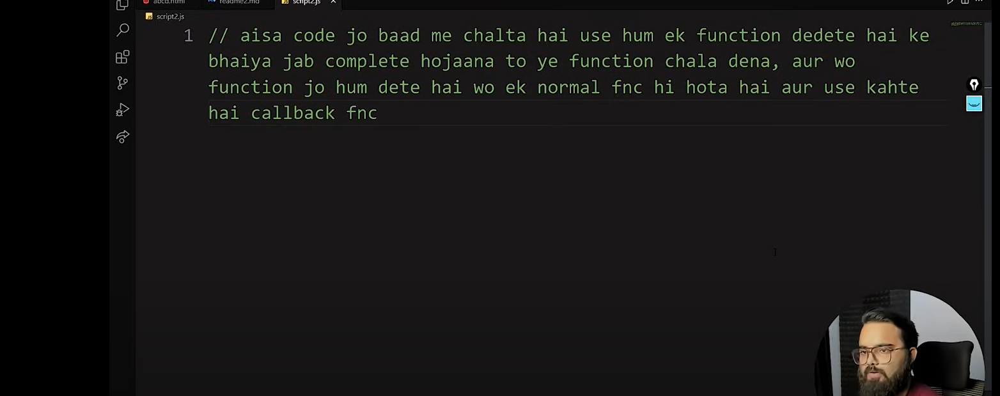 abcd.html readme2.md script2.js
script2.js
1 // aisa code jo baad me chalta hai use hum ek function dedete hai ke
bhaiya jab complete hojaana to ye function chala dena, aur wo
function jo hum dete hai wo ek normal fnc hi hota hai aur use kahte
hai callback fnc